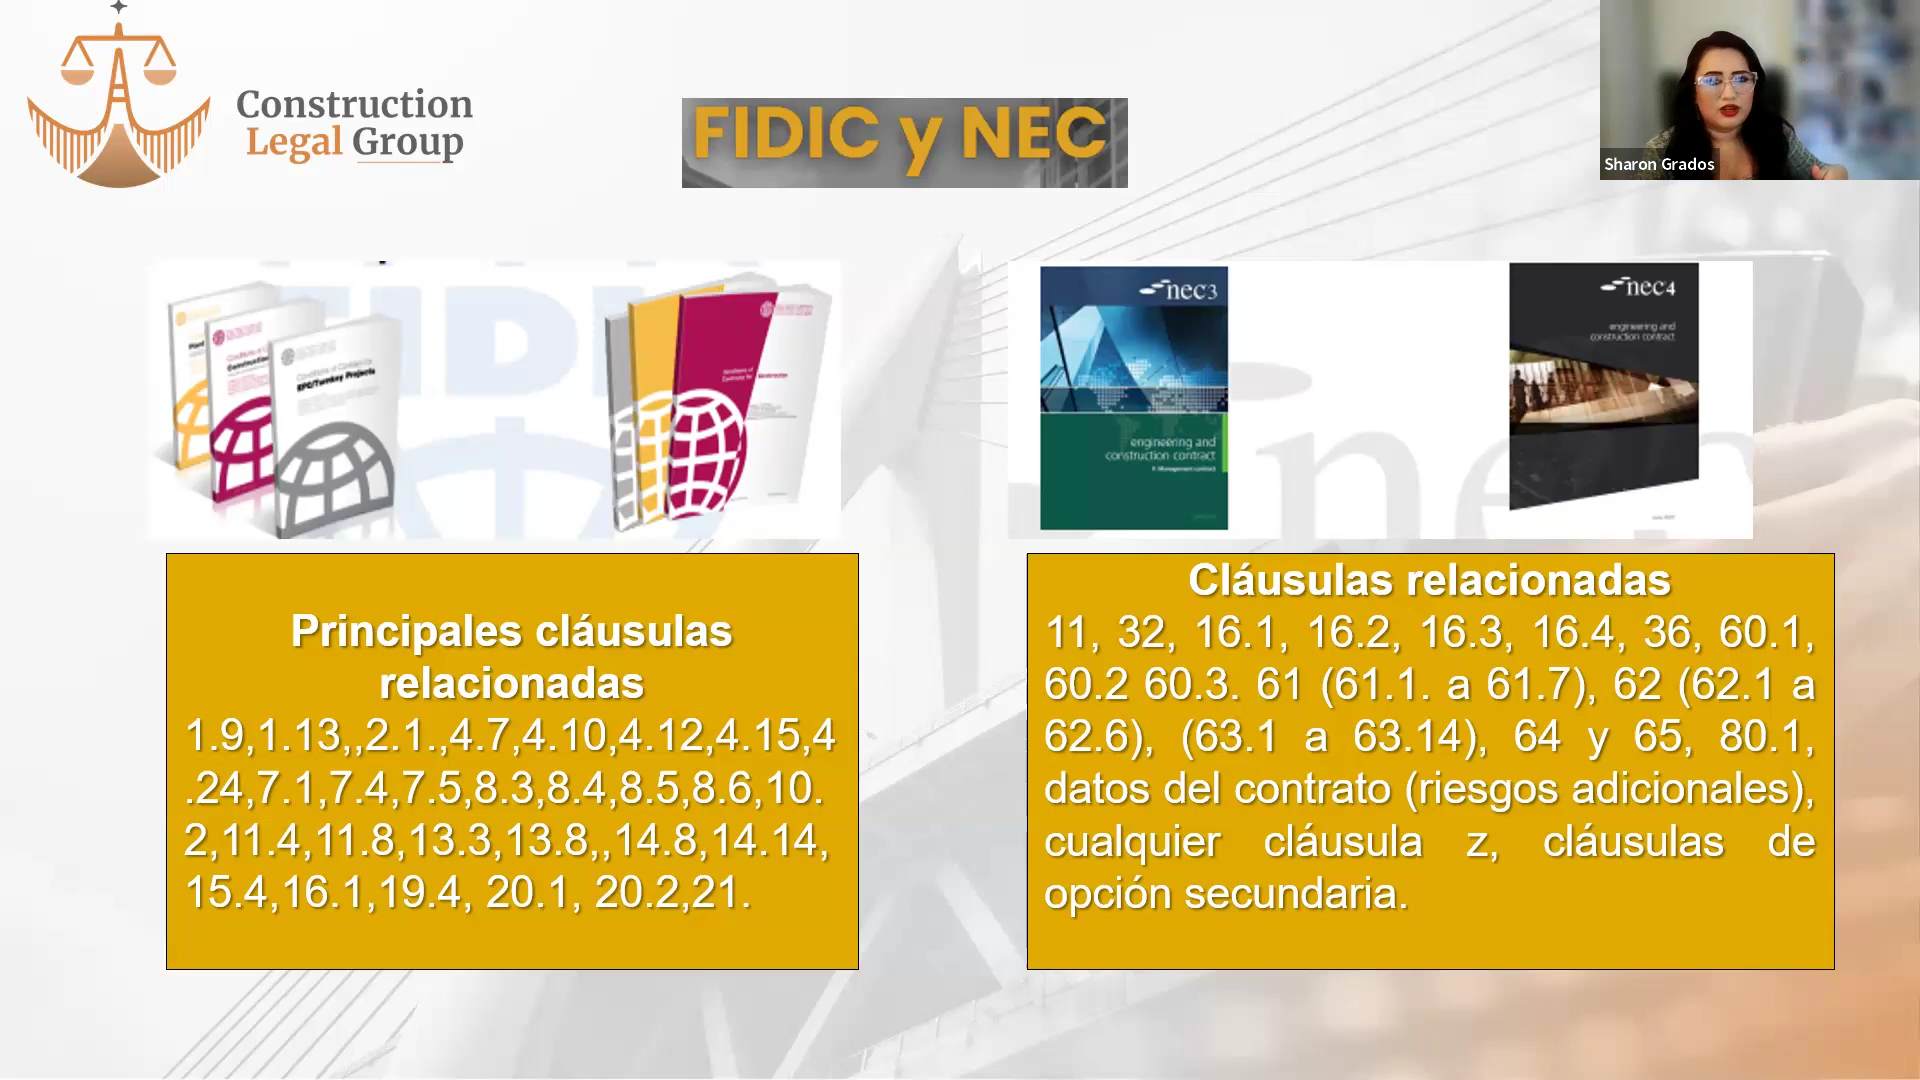 Construction
Legal Group
FIDIC y NEC
Sharon Grados
EPC/Turnkey Projects
nec3
engineering and
construction contract
nec4
engineering and
construction contract
Principales cláusulas
relacionadas
1.9,1.13,,2.1.,4.7,4.10,4.12,4.15,4
.24,7.1,7.4,7.5,8.3,8.4,8.5,8.6,10.
2,11.4,11.8,13.3,13.8,,14.8,14.14,
15.4,16.1,19.4, 20.1, 20.2,21.
Cláusulas relacionadas
11, 32, 16.1, 16.2, 16.3, 16.4, 36, 60.1,
60.2 60.3. 61 (61.1. a 61.7), 62 (62.1 a
62.6), (63.1 a 63.14), 64 y 65, 80.1,
datos del contrato (riesgos adicionales),
cualquier cláusula z, cláusulas de
opción secundaria.